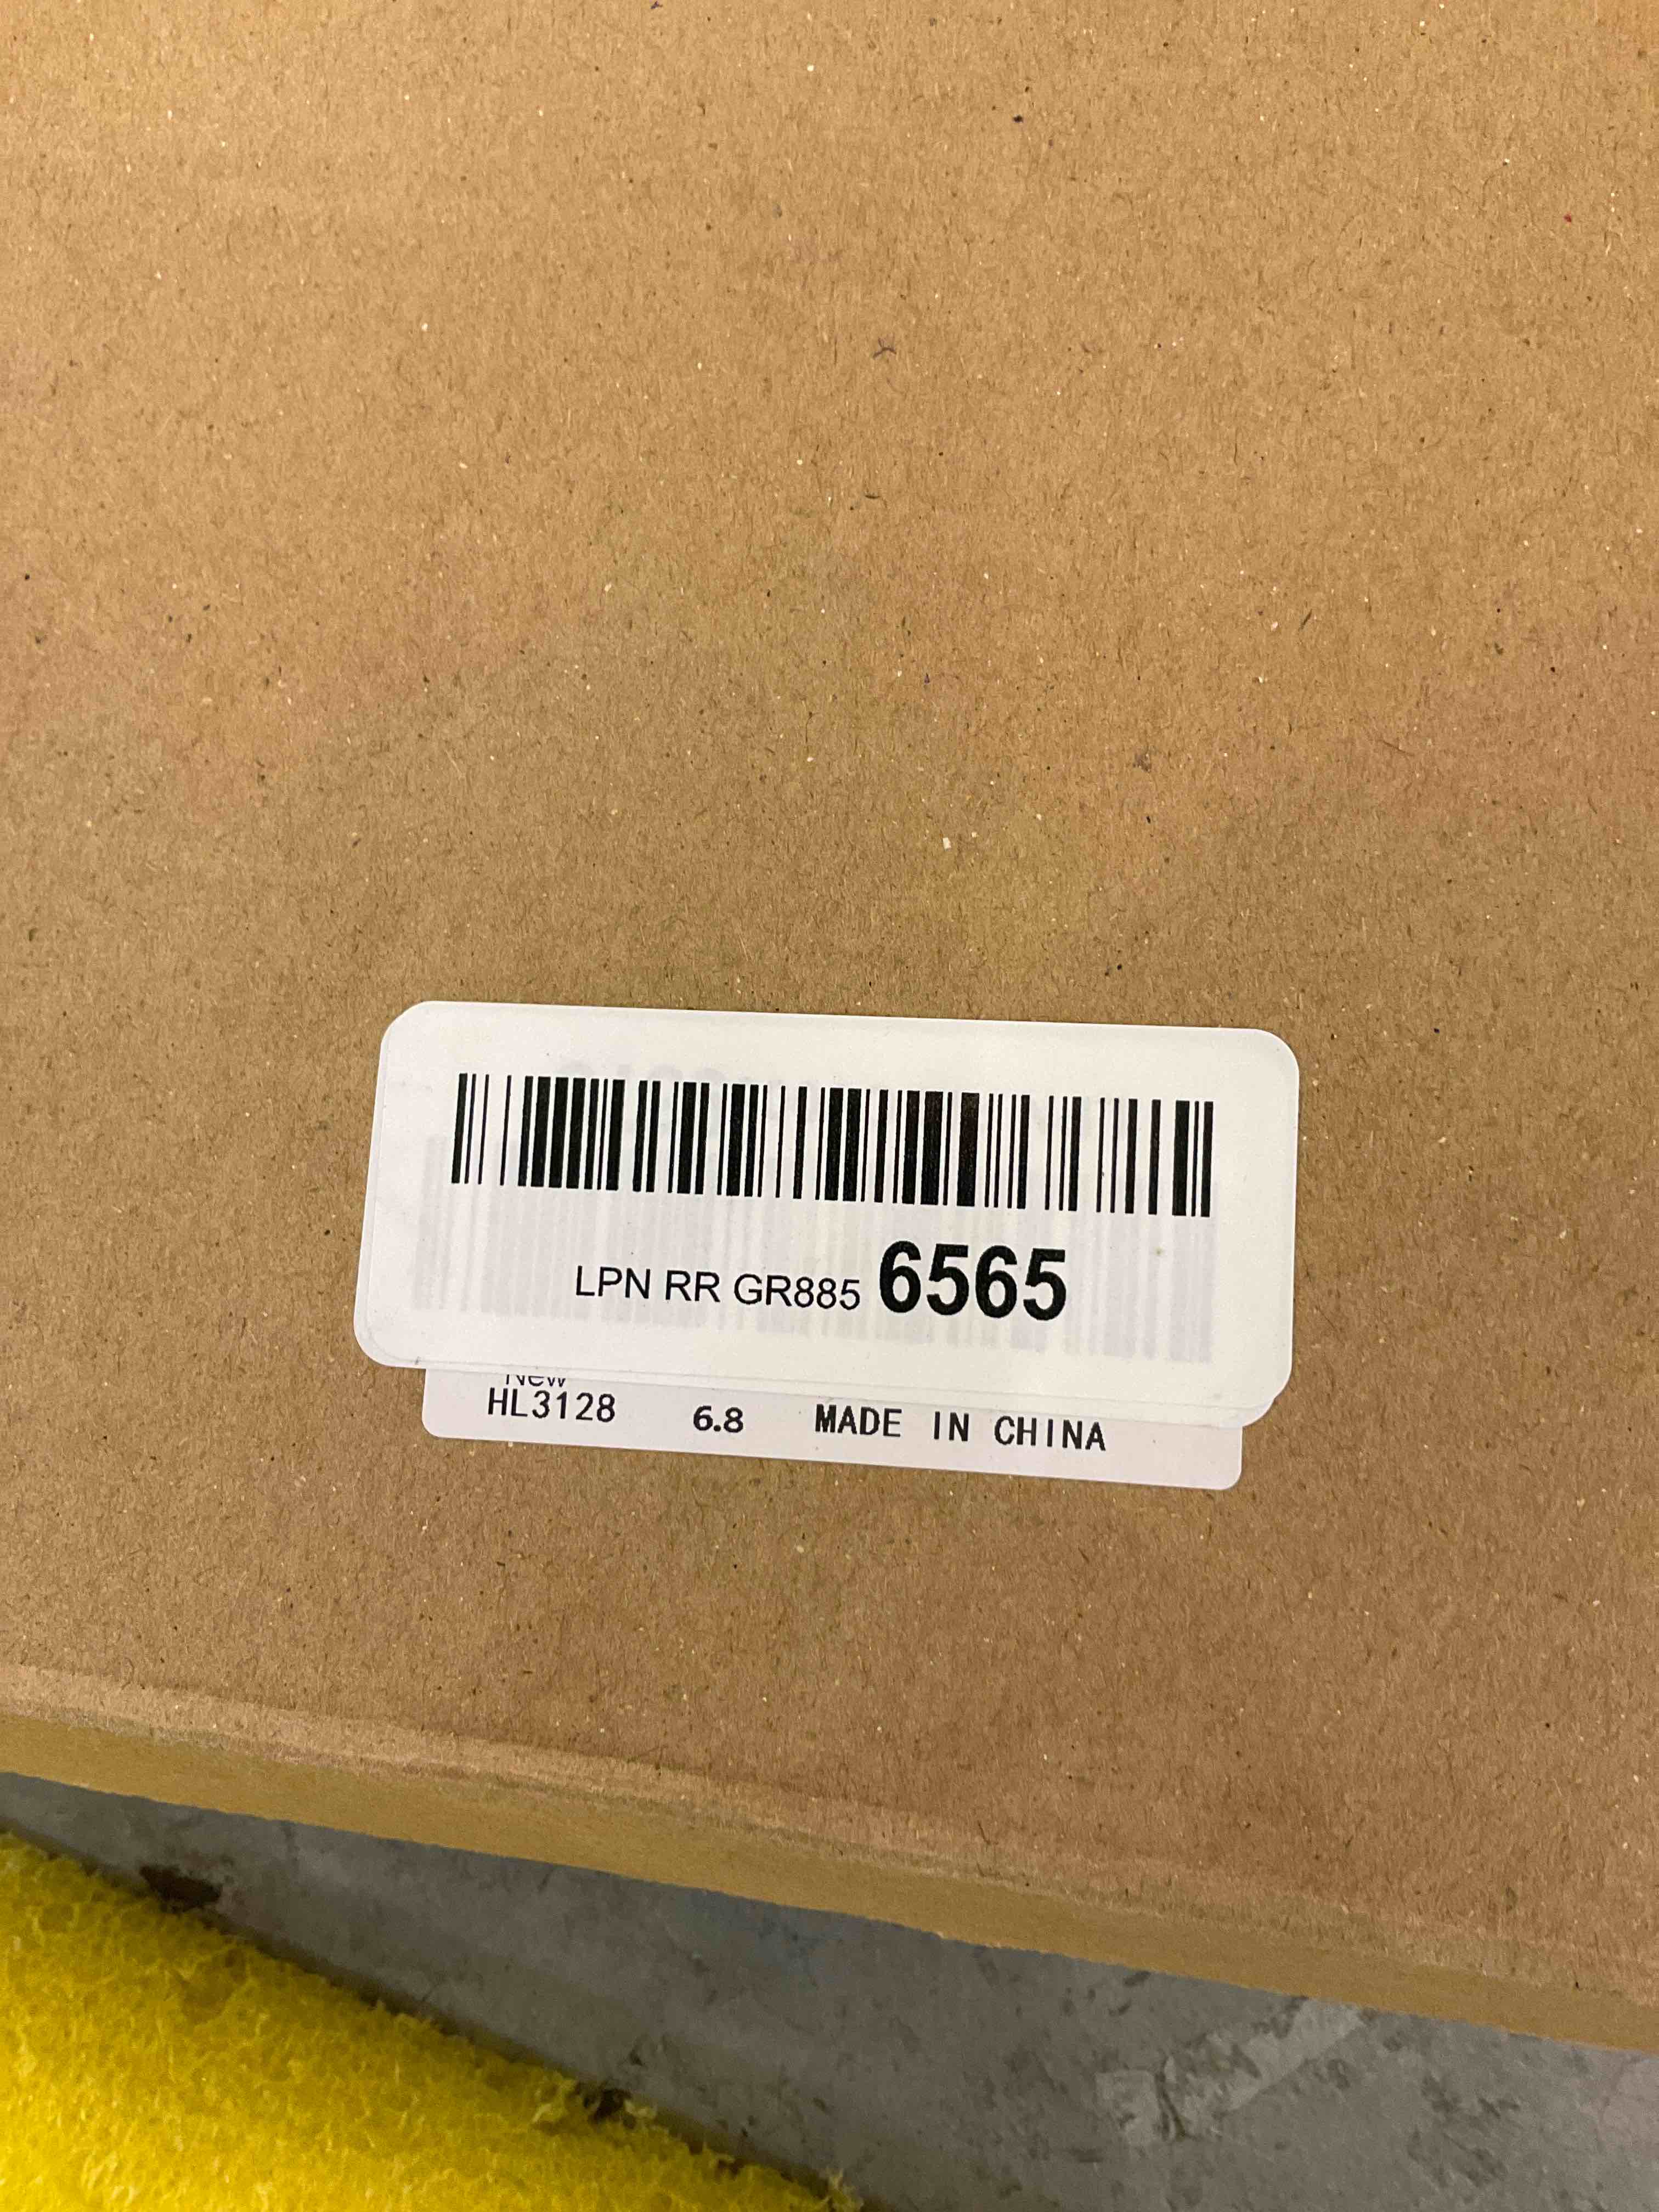 LPN RR GR885 6565
New
HL3128 6.8 MADE IN CHINA